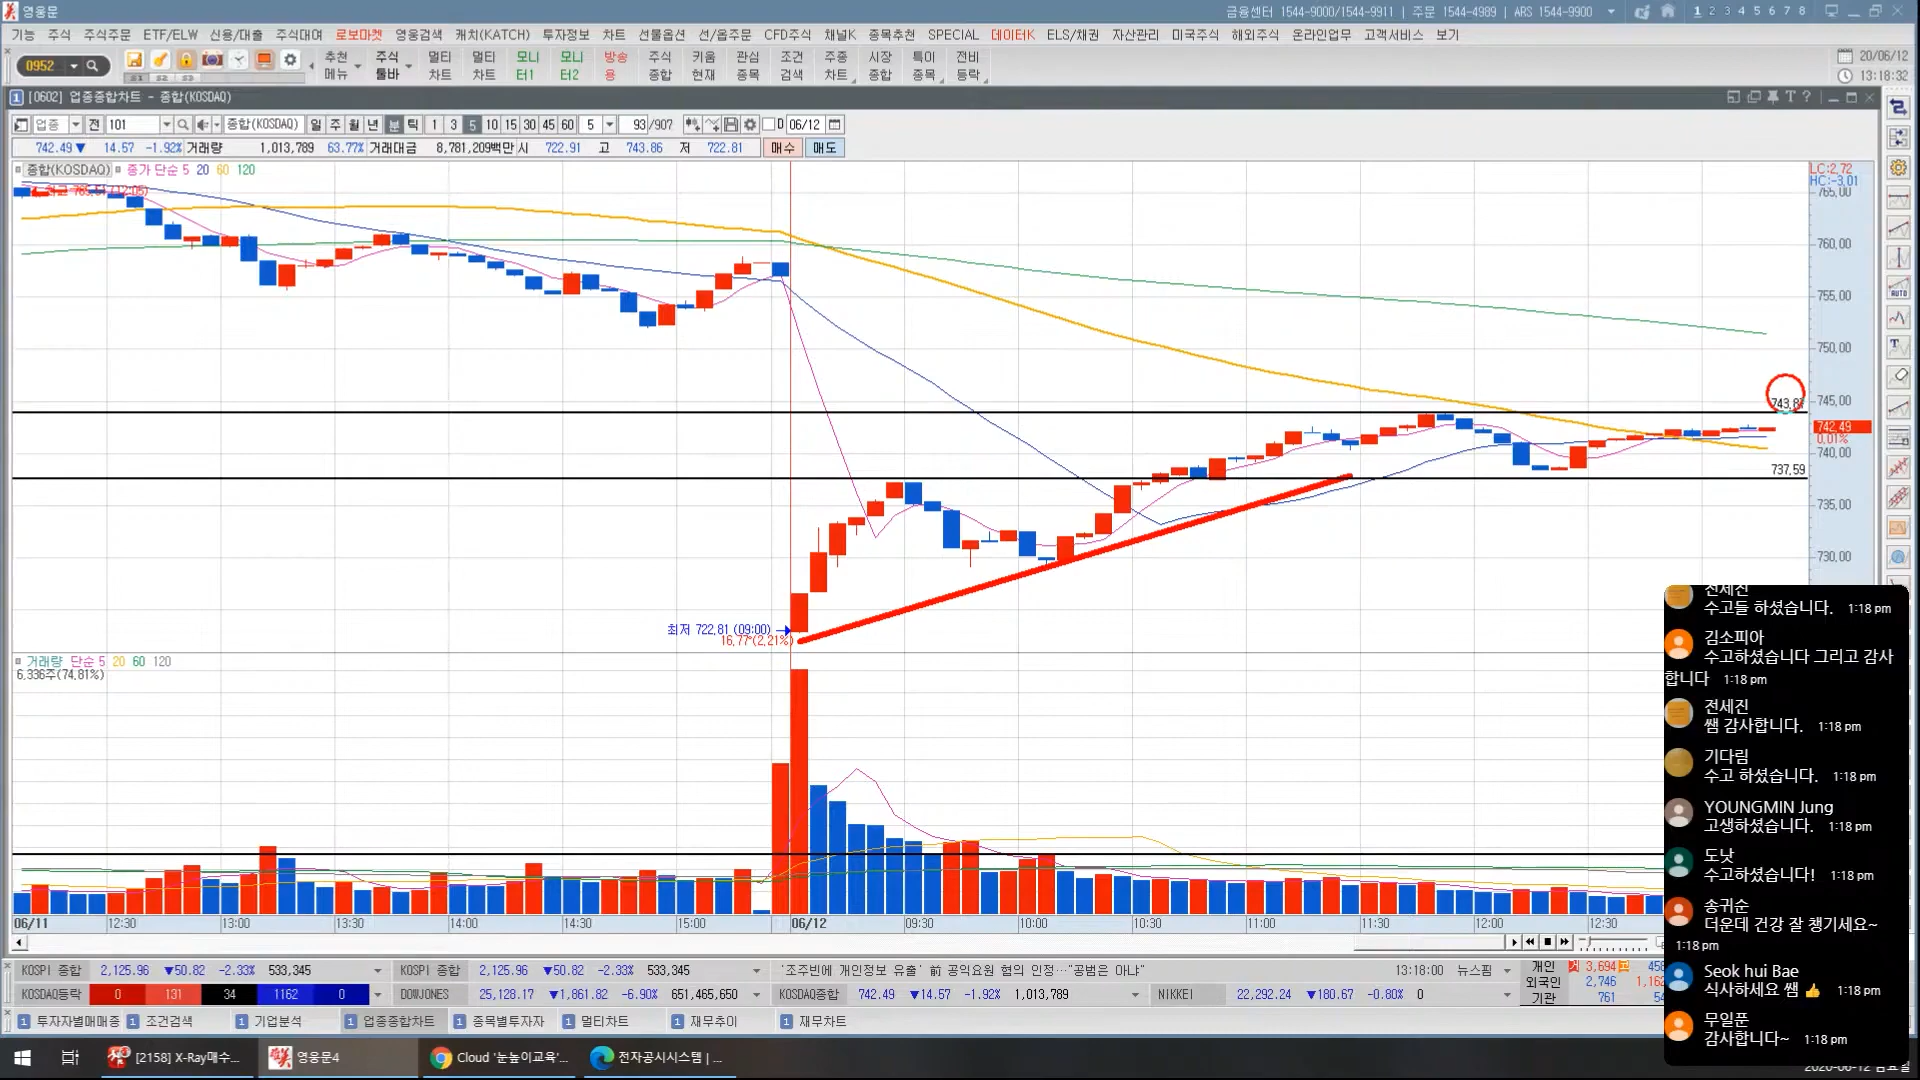 영웅문
금융센터 1544-9000/1544-9911 | 주문 1544-4989 | ARS 1544-9900
1 2 3 4 5 6 7 8
기능 주식 주식주문 ETF/ELW 신용/대출 주식대여 로보마켓 영웅검색 캐치(KATCH) 투자정보 차트 선물옵션 선/옵주문 CFD주식 채널K 종목추천 SPECIAL 데이터K ELS/채권 자산관리 미국주식 해외주식 온라인업무 고객서비스 보기
0952
S1 S2 S3
추천 메뉴
주식 툴바
멀티 차트
멀티 차트
모니 터1
모니 터2
방송 용
주식 종합
키움 현재
관심 종목
조건 검색
주종 차트
시장 종합
특이 종목
전비 등락
20/06/12
13:18:32
1 [0602] 업종종합차트 - 종합(KOSDAQ)
업종 전 101 종합(KOSDAQ) 일 주 월 년 분 틱 1 3 5 10 15 30 45 60 5 93 /907 D 06/12
742.49 ▼ 14.57 -1.92% 거래량 1,013,789 63.77% 거래대금 8,781,209백만 시 722.91 고 743.86 저 722.81 매수 매도
종합(KOSDAQ) 종가 단순 5 20 60 120
LC:2.72
HC:-3.01
765.00
760.00
755.00
750.00
745.00
743.87
742.49
0.01%
740.00
737.59
735.00
730.00
최저 722.81 (09:00)
16.77*(2.21%)
거래량 단순 5 20 60 120
6,336주(74.81%)
06/11 12:30 13:00 13:30 14:00 14:30 15:00 06/12 09:30 10:00 10:30 11:00 11:30 12:00 12:30
AUTO
전세진
수고들 하셨습니다. 1:18 pm
김소피아
수고하셨습니다 그리고 감사
합니다 1:18 pm
전세진
쌤 감사합니다. 1:18 pm
기다림
수고 하셨습니다. 1:18 pm
YOUNGMIN Jung
고생하셨습니다. 1:18 pm
도낫
수고하셨습니다! 1:18 pm
송귀순
더운데 건강 잘 챙기세요~
1:18 pm
Seok hui Bae
식사하세요 쌤 👍 1:18 pm
무일푼
감사합니다~ 1:18 pm
KOSPI 종합 2,125.96 ▼50.82 -2.33% 533,345
KOSPI 종합 2,125.96 ▼50.82 -2.33% 533,345
'조주빈에 개인정보 유출' 前 공익요원 혐의 인정…"공범은 아냐" 13:18:00 뉴스핌
개인 3,694
외국인 2,746
기관 761
KOSDAQ등락 0 131 34 1162 0
DOWJONES 25,128.17 ▼1,861.82 -6.90% 651,465,650
KOSDAQ종합 742.49 ▼14.57 -1.92% 1,013,789
NIKKEI 22,292.24 ▼180.67 -0.80% 0
1 투자자별매매종 1 조건검색 1 기업분석 1 업종종합차트 1 종목별투자자 1 멀티차트 1 재무추이 1 재무차트
[2158] X-Ray매수...
영웅문4
Cloud '눈높이교육'...
전자공시시스템 | ...